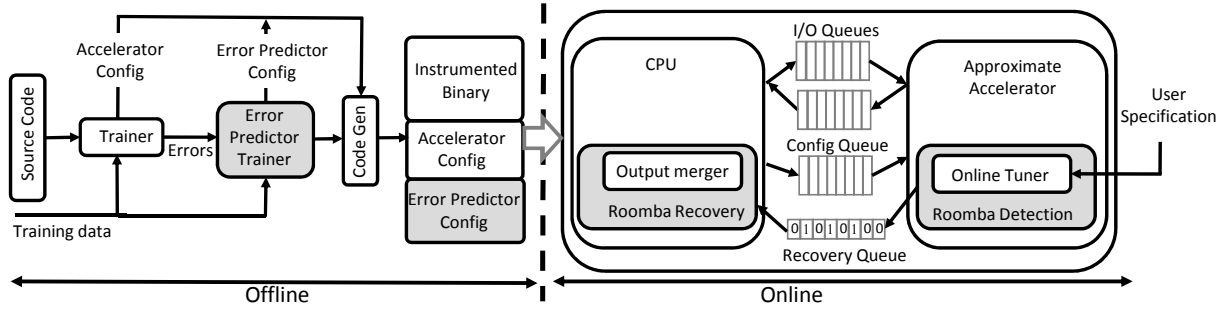 Accelerator
Config
Error Predictor
Config
Source Code
Trainer
Errors
Error
Predictor
Trainer
Code Gen
Training data
Instrumented
Binary
Accelerator
Config
Error Predictor
Config
Offline
CPU
Output merger
Roomba Recovery
I/O Queues
Config Queue
0 1 0 1 0 1 0 0
Recovery Queue
Approximate
Accelerator
Online Tuner
Roomba Detection
User
Specification
Online